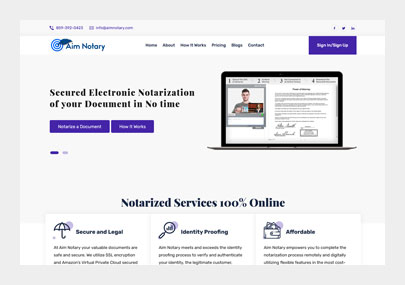 809-392-0423 info@aimnotary.com
Aim Notary
Home About How It Works Pricing Blogs Contact
Sign In/Sign Up
Secured Electronic Notarization
of your Document in No time
Notarize a Document How It Works
Notarized Services 100% Online
Secure and Legal
At Aim Notary your valuable documents are
safe and secure. We utilize SSL encryption
and Amazon's Virtual Private Cloud secured
Identity Proofing
Aim Notary meets and exceeds the identity
proofing process to verify and authenticate
your identity, the legitimate customer.
Affordable
Aim Notary empowers you to complete the
notarization process remotely and digitally
utilizing flexible features in the most cost-